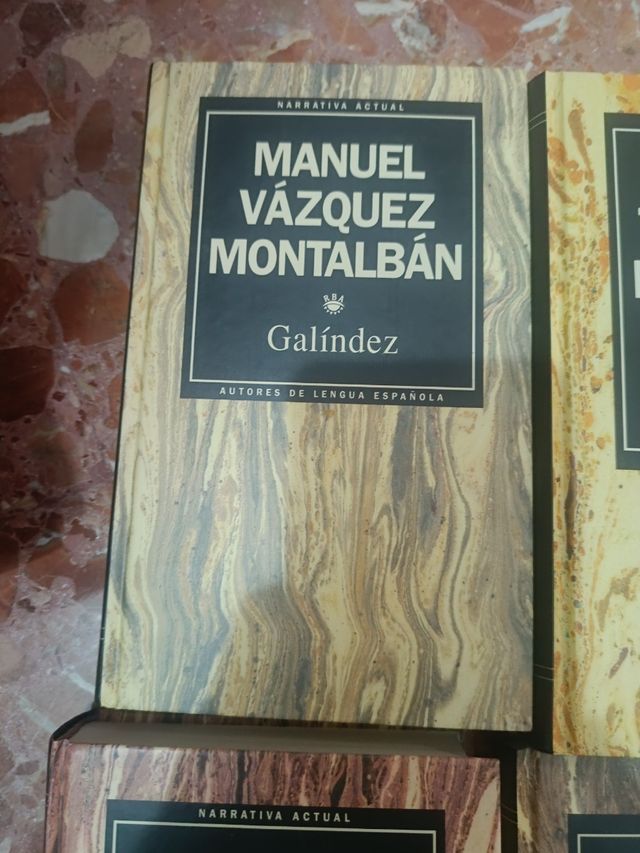 NARRATIVA ACTUAL
MANUEL
VÁZQUEZ
MONTALBÁN
RBA
Galíndez
AUTORES DE LENGUA ESPAÑOLA
NARRATIVA ACTUAL